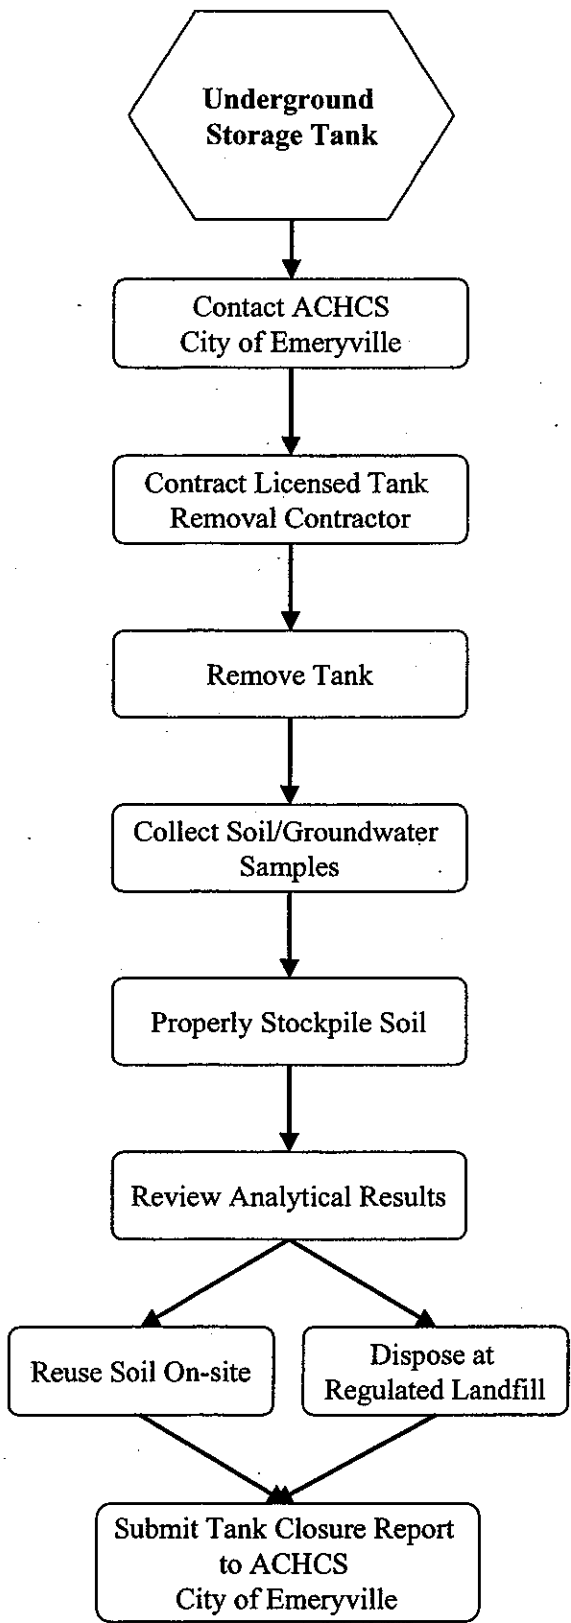 Underground
Storage Tank
Contact ACHCS
City of Emeryville
Contract Licensed Tank
Removal Contractor
Remove Tank
Collect Soil/Groundwater
Samples
Properly Stockpile Soil
Review Analytical Results
Reuse Soil On-site
Dispose at
Regulated Landfill
Submit Tank Closure Report
to ACHCS
City of Emeryville